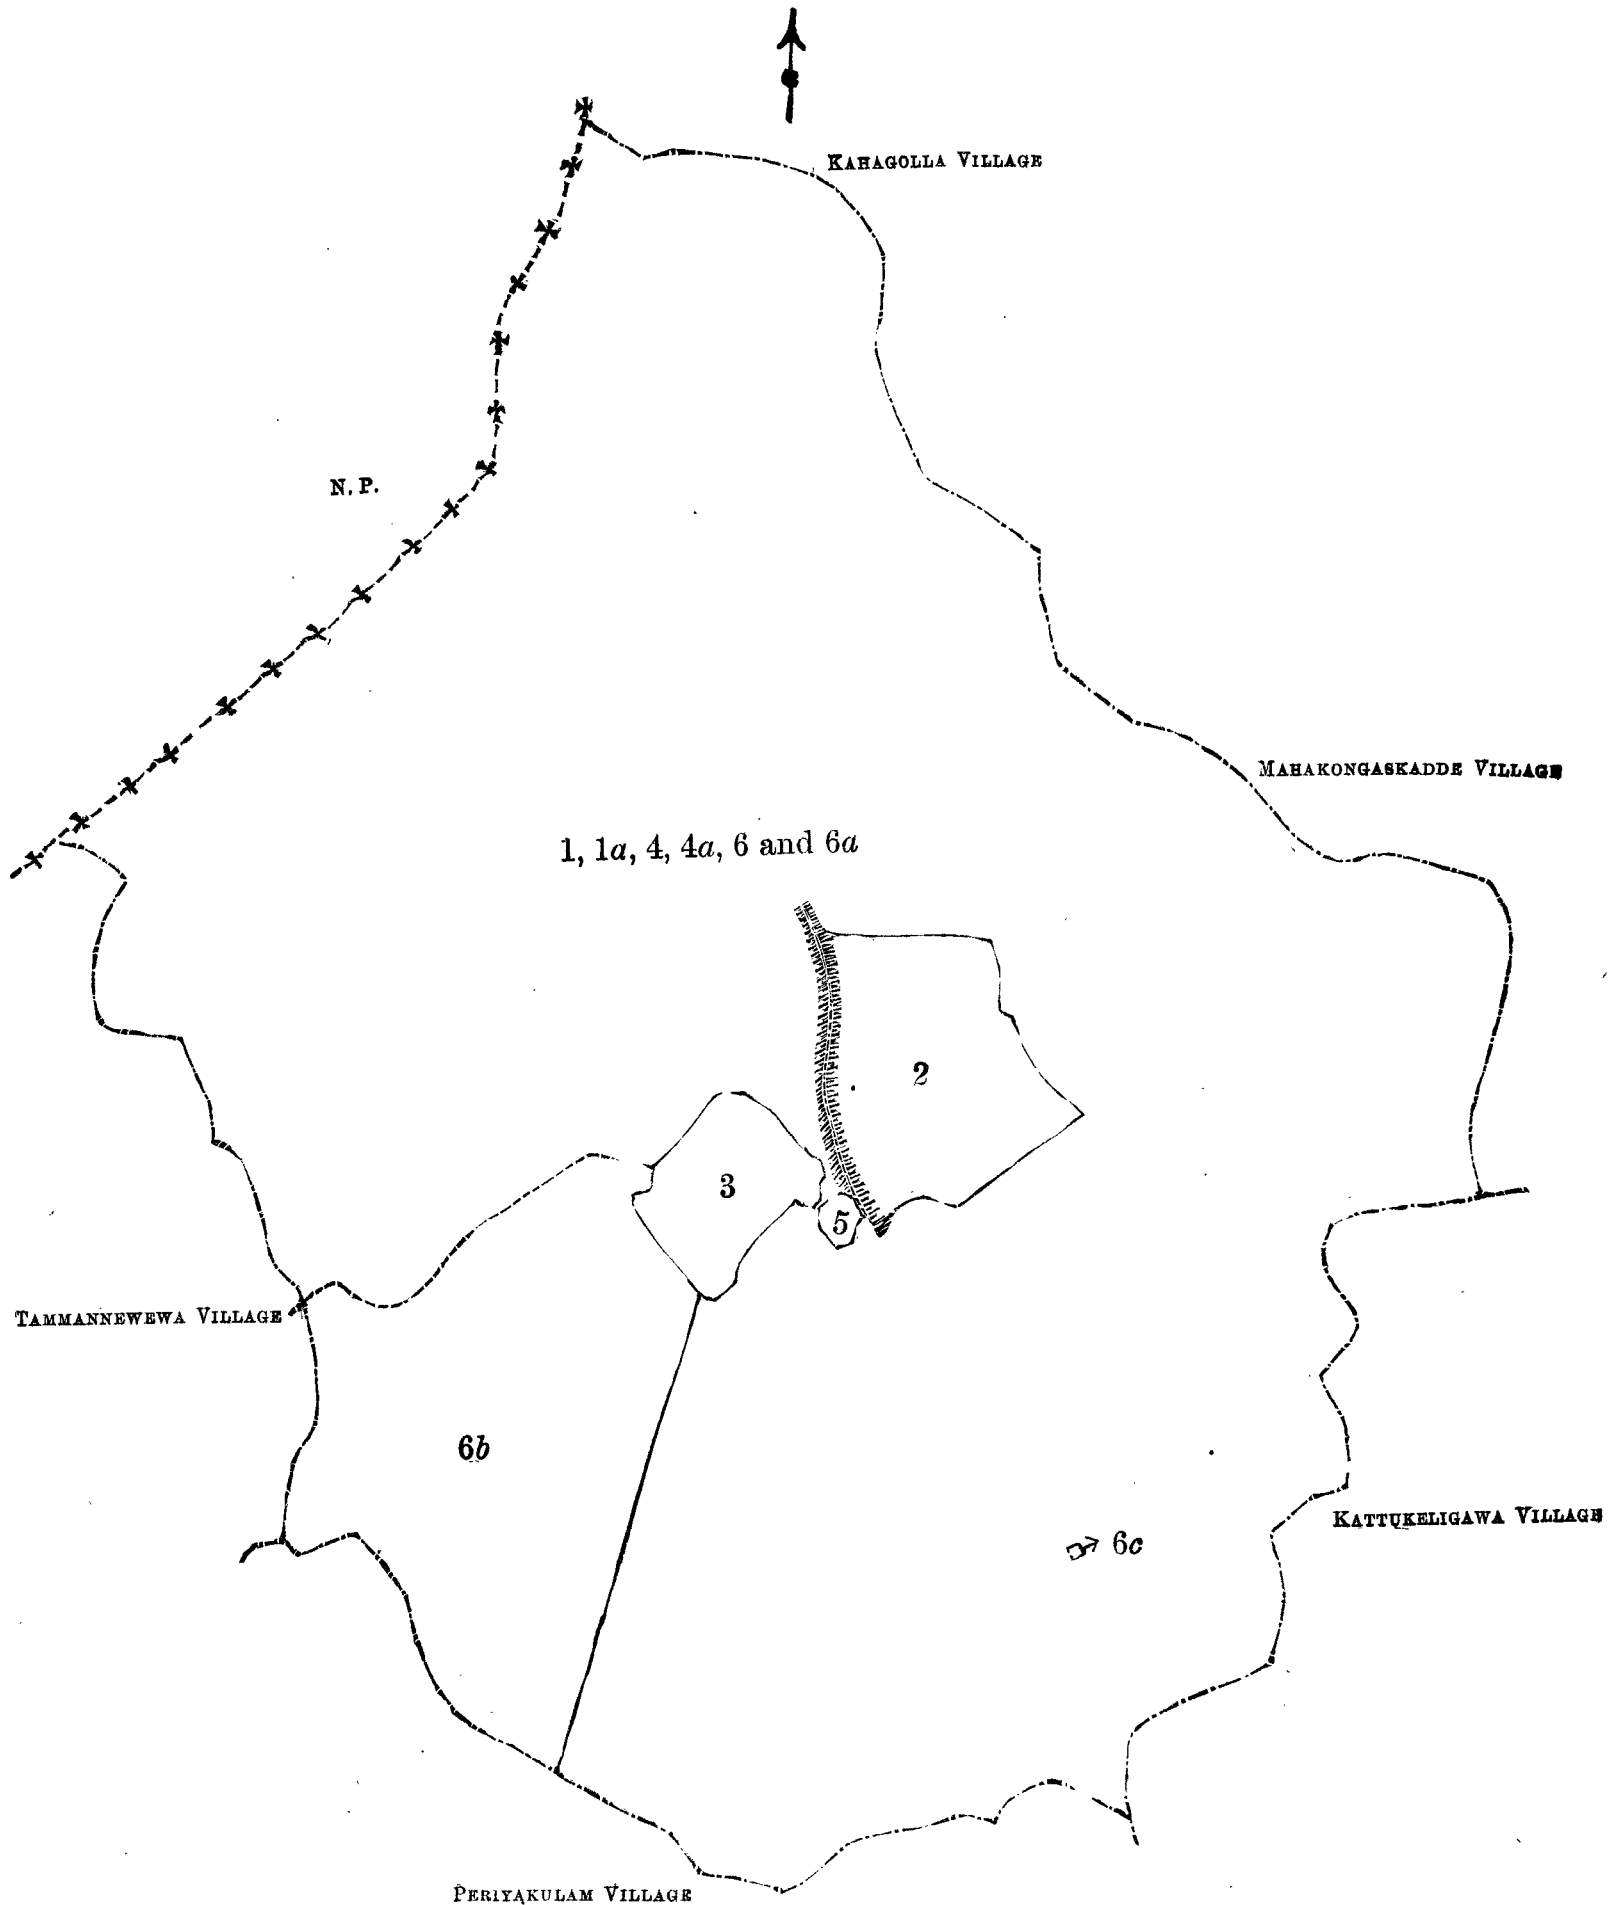 KAHAGOLLA VILLAGE
N. P.
MAHAKONGASKADDE VILLAGE
1, 1a, 4, 4a, 6 and 6a
2
3
5
TAMMANNEWEWA VILLAGE
6b
KATTUKELIGAWA VILLAGE
6c
PERIYAKULAM VILLAGE